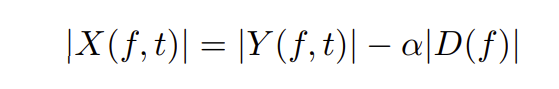 |X(f, t)| = |Y(f, t)| − α|D(f)|